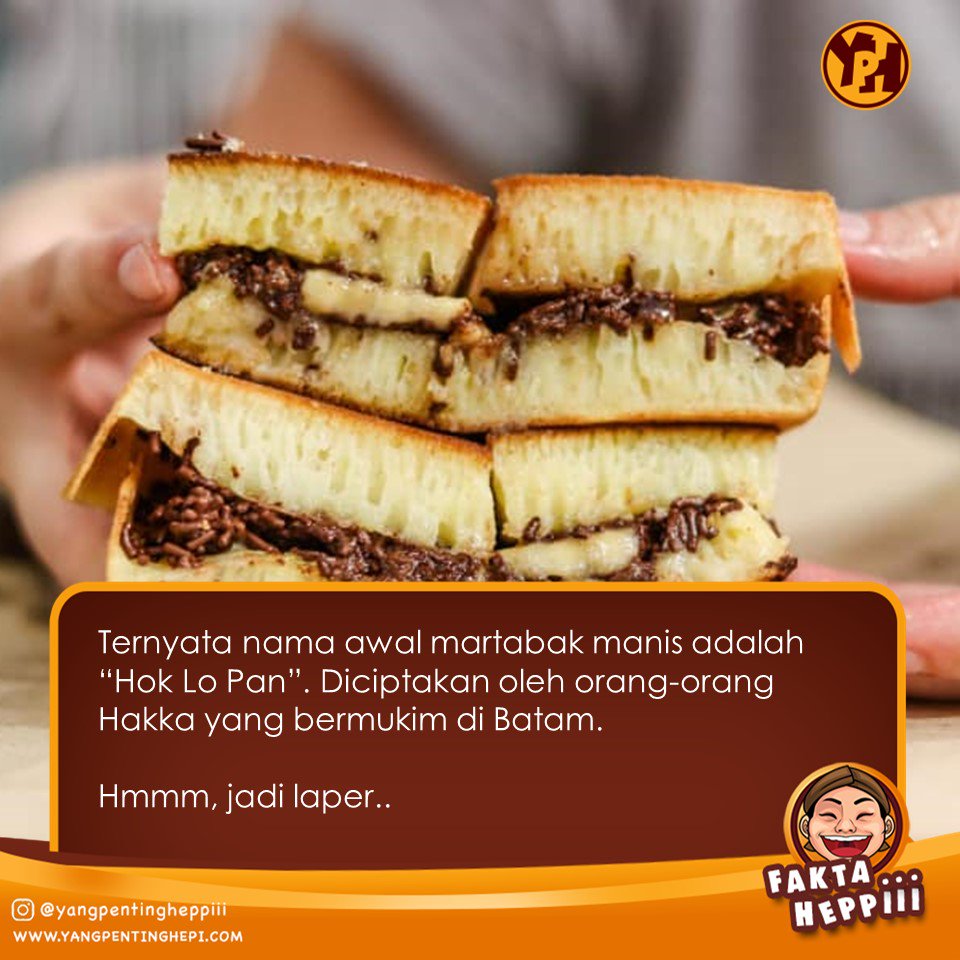 YPH
Ternyata nama awal martabak manis adalah
“Hok Lo Pan”. Diciptakan oleh orang-orang
Hakka yang bermukim di Batam.
Hmmm, jadi laper..
FAKTA...
HEPPiii
@yangpentingheppiii
WWW.YANGPENTINGHEPI.COM